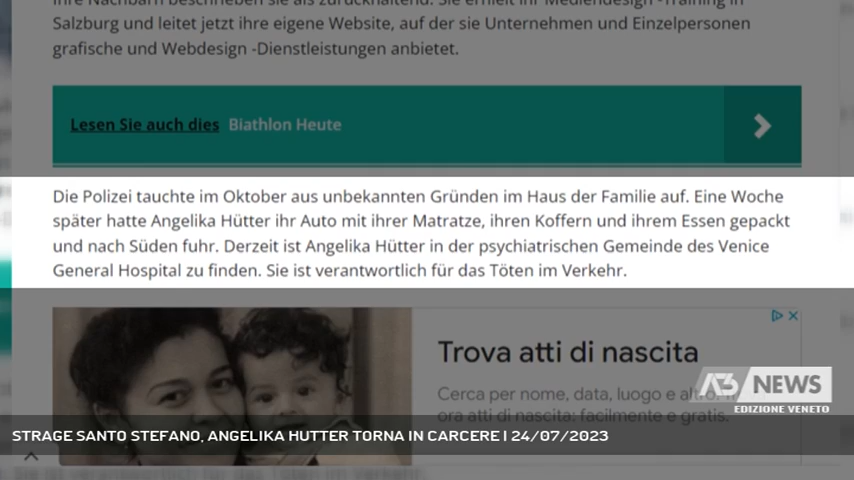 Ihre Nachbarn beschrieben sie als zurückhaltend. Sie erhielt ihr Mediendesign -Training in
Salzburg und leitet jetzt ihre eigene Website, auf der sie Unternehmen und Einzelpersonen
grafische und Webdesign -Dienstleistungen anbietet.
Lesen Sie auch dies Biathlon Heute
Die Polizei tauchte im Oktober aus unbekannten Gründen im Haus der Familie auf. Eine Woche
später hatte Angelika Hütter ihr Auto mit ihrer Matratze, ihren Koffern und ihrem Essen gepackt
und nach Süden fuhr. Derzeit ist Angelika Hütter in der psychiatrischen Gemeinde des Venice
General Hospital zu finden. Sie ist verantwortlich für das Töten im Verkehr.
Trova atti di nascita
Cerca per nome, data, luogo e altro.
ora atti di nascita: facilmente e gratis.
A3 NEWS
EDIZIONE VENETO
STRAGE SANTO STEFANO, ANGELIKA HUTTER TORNA IN CARCERE | 24/07/2023